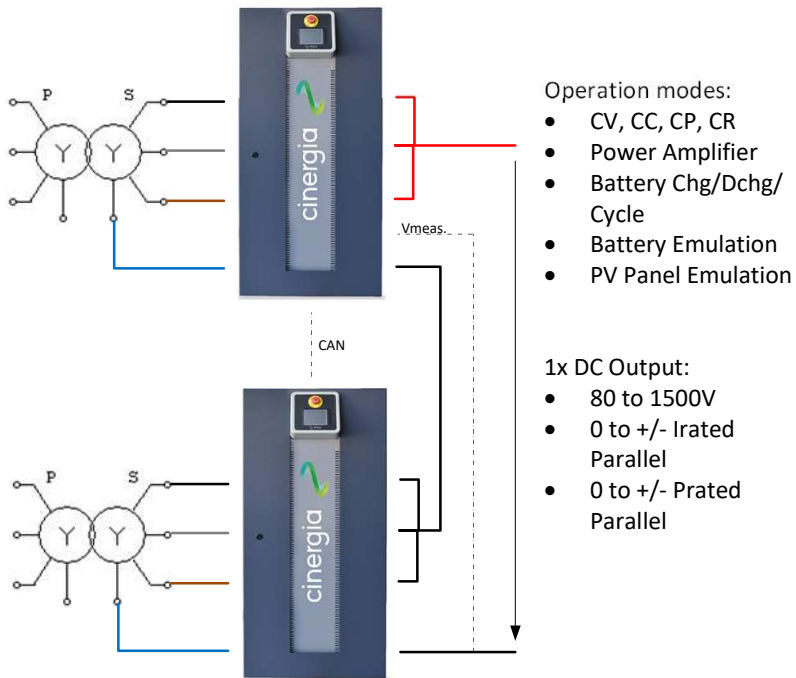 P
S
Y
Y
cinergia
Vmeas.
CAN
P
S
Y
Y
cinergia
Operation modes:
• CV, CC, CP, CR
• Power Amplifier
• Battery Chg/Dchg/
Cycle
• Battery Emulation
• PV Panel Emulation
1x DC Output:
• 80 to 1500V
• 0 to +/- Irated
Parallel
• 0 to +/- Prated
Parallel